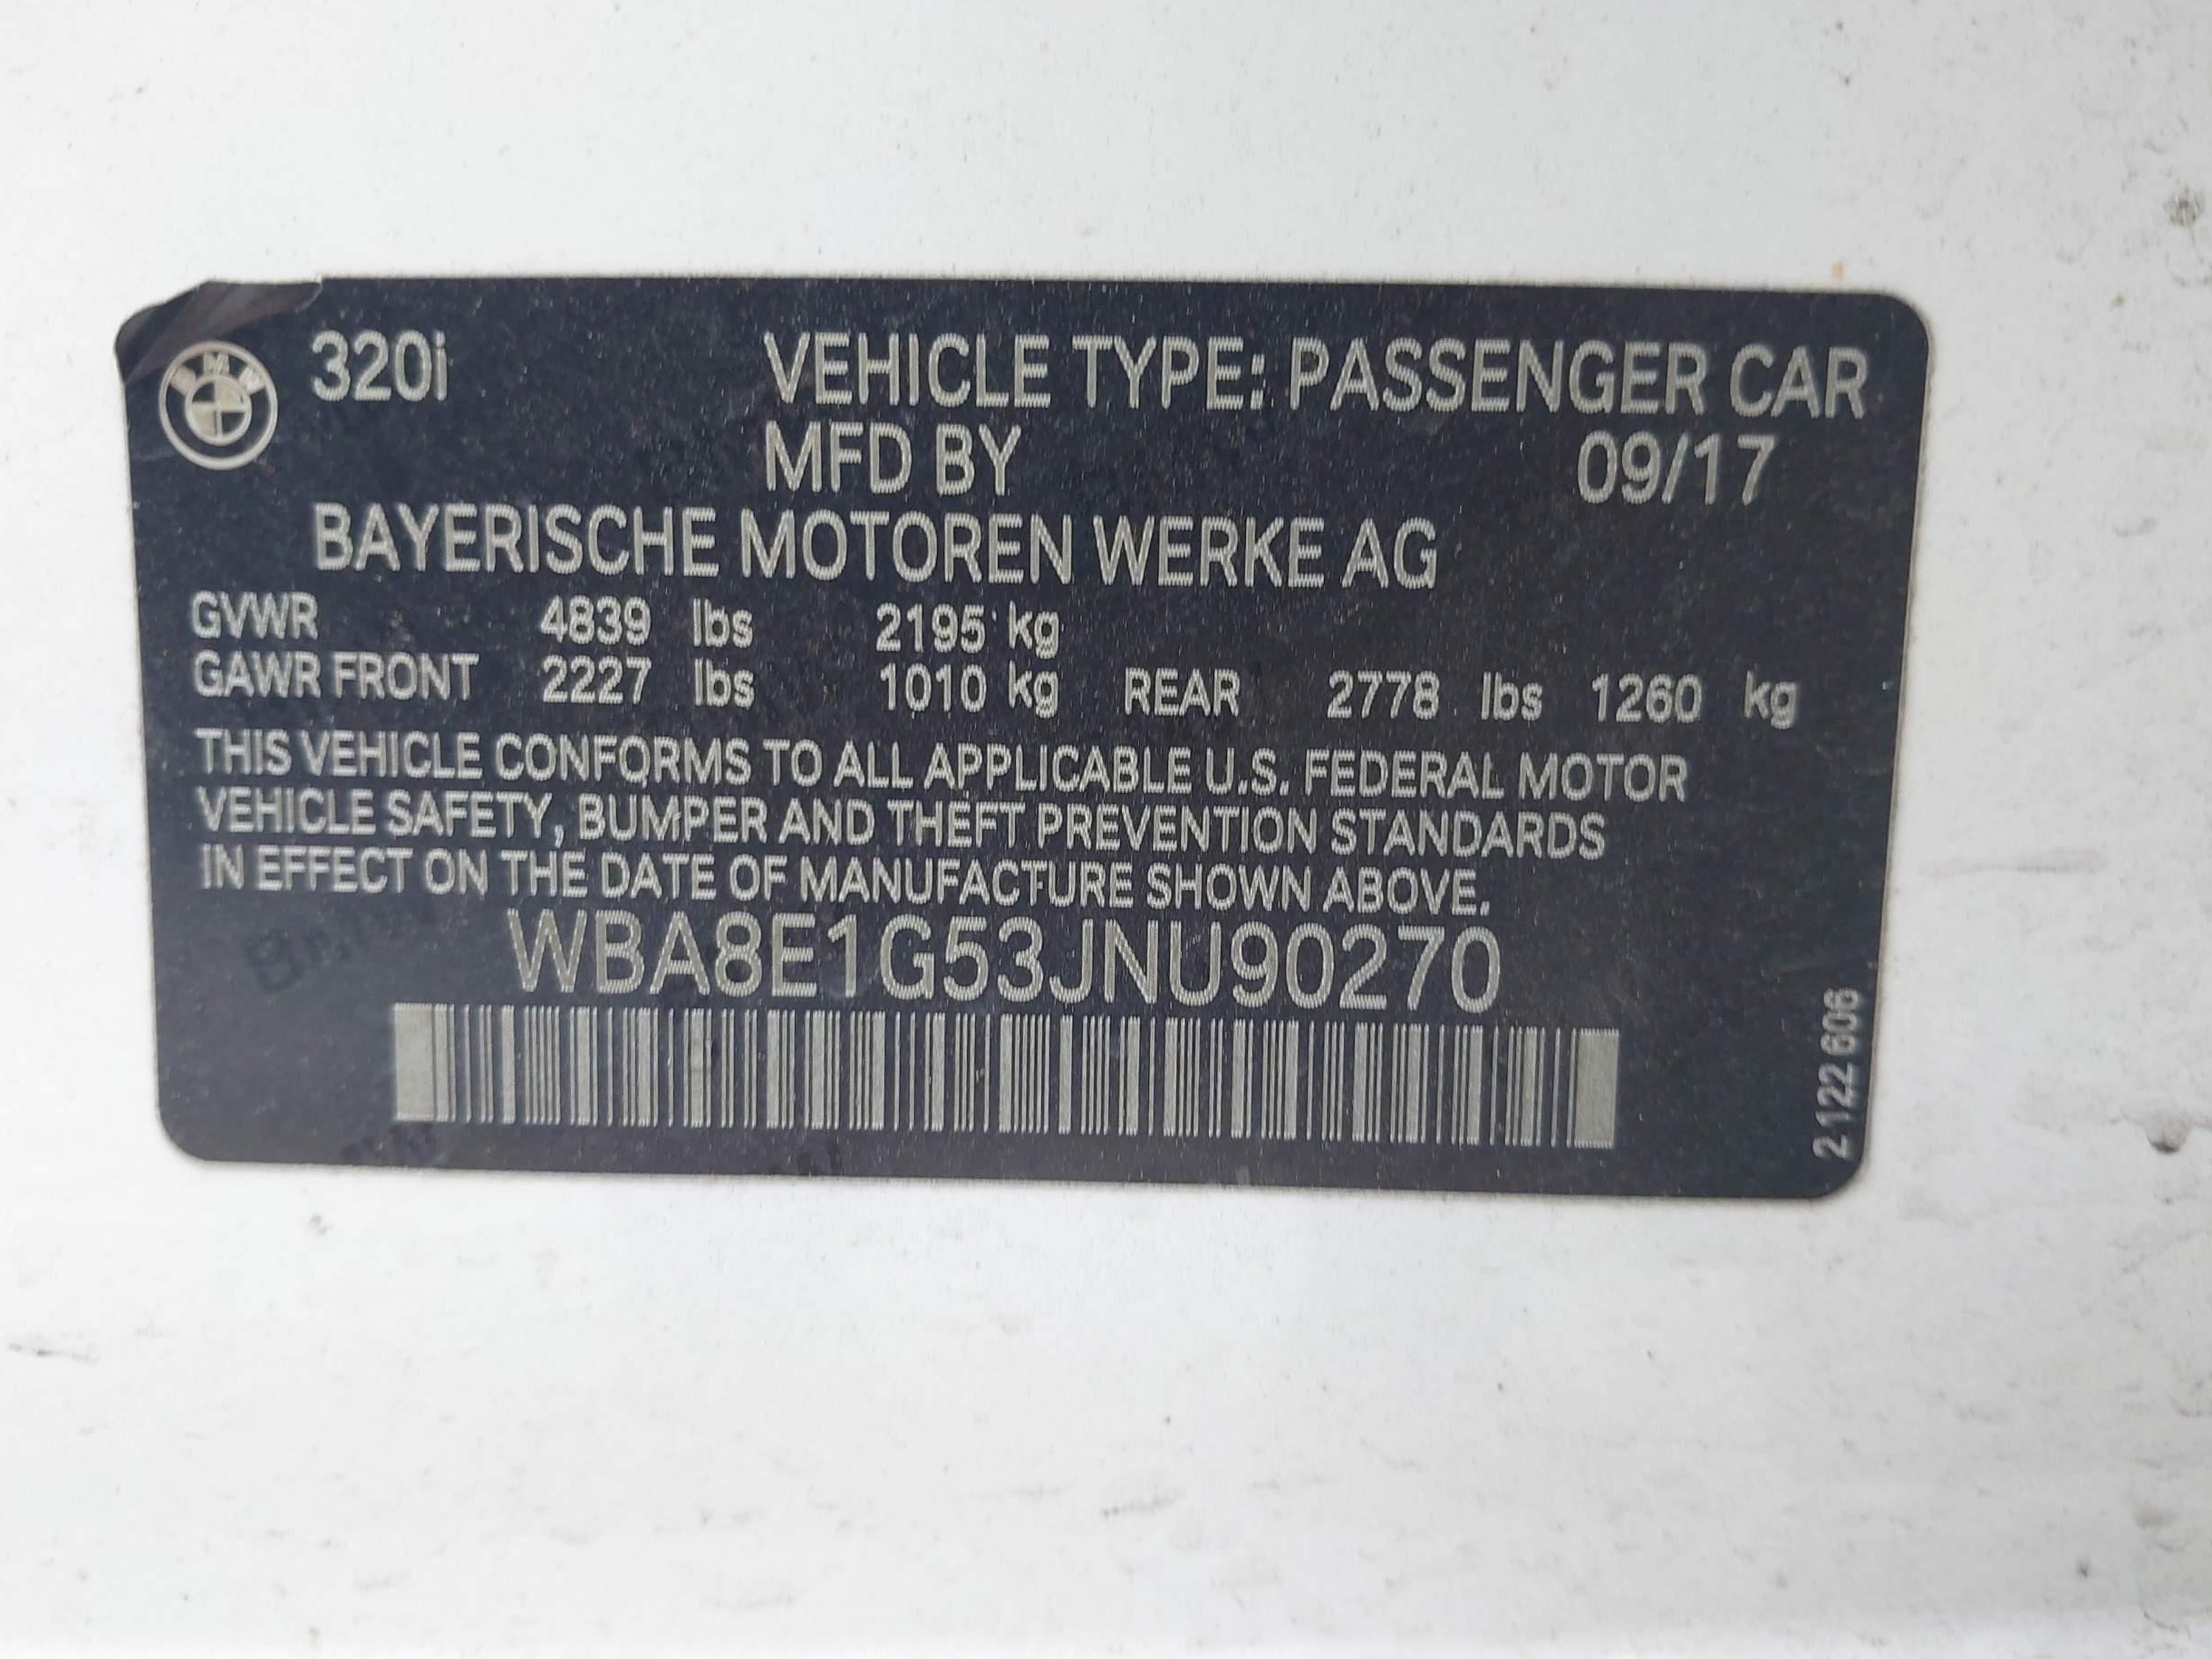 BMW 320i VEHICLE TYPE: PASSENGER CAR
MFD BY 09/17
BAYERISCHE MOTOREN WERKE AG
GVWR 4839 lbs 2195 kg
GAWR FRONT 2227 lbs 1010 kg REAR 2778 lbs 1260 kg
THIS VEHICLE CONFORMS TO ALL APPLICABLE U.S. FEDERAL MOTOR
VEHICLE SAFETY, BUMPER AND THEFT PREVENTION STANDARDS
IN EFFECT ON THE DATE OF MANUFACTURE SHOWN ABOVE.
WBA8E1G53JNU90270
2 122 606